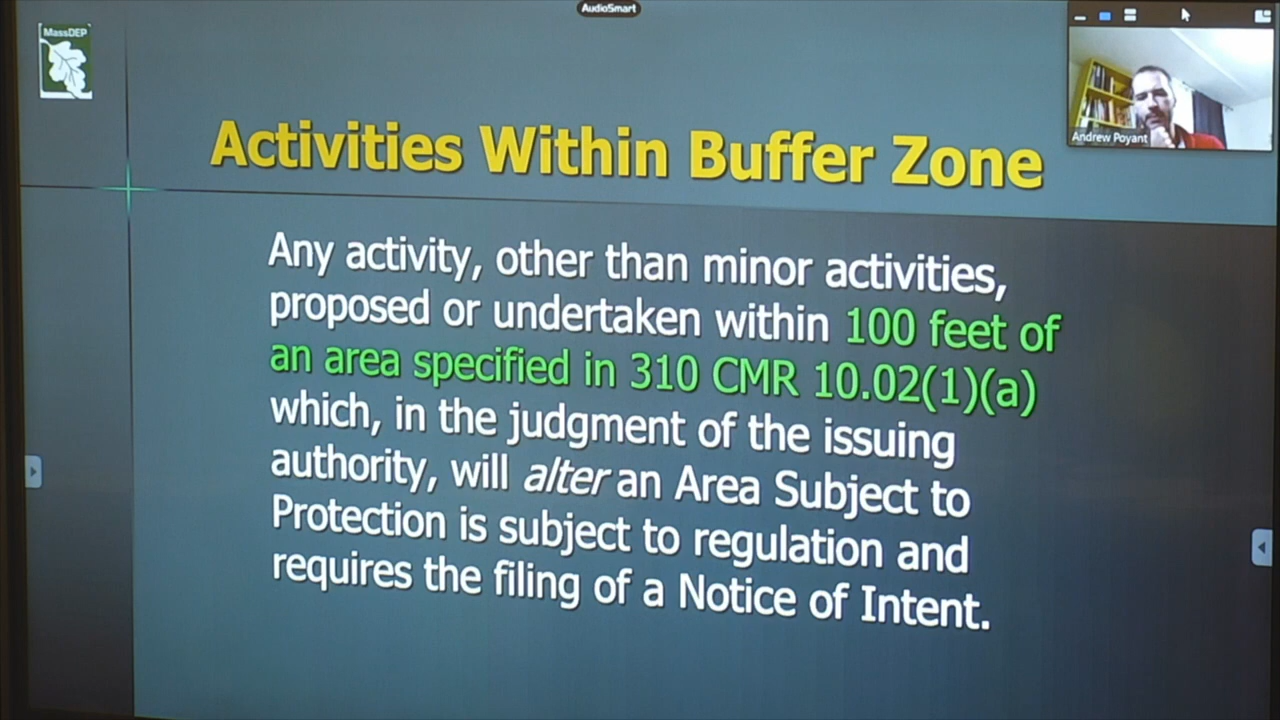 AudioSmart
MassDEP
Andrew Poyant
Activities Within Buffer Zone
Any activity, other than minor activities,
proposed or undertaken within 100 feet of
an area specified in 310 CMR 10.02(1)(a)
which, in the judgment of the issuing
authority, will alter an Area Subject to
Protection is subject to regulation and
requires the filing of a Notice of Intent.